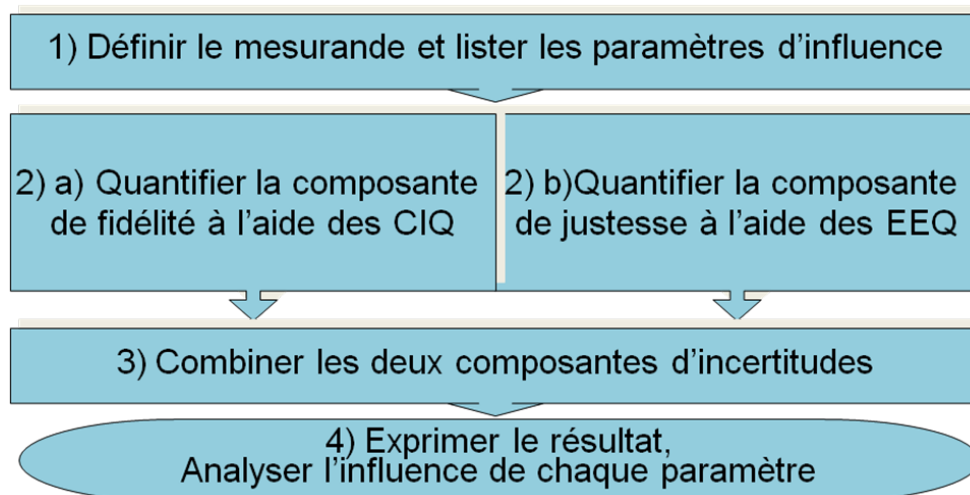 1) Définir le mesurande et lister les paramètres d’influence
2) a) Quantifier la composante
de fidélité à l’aide des CIQ
2) b)Quantifier la composante
de justesse à l’aide des EEQ
3) Combiner les deux composantes d’incertitudes
4) Exprimer le résultat,
Analyser l’influence de chaque paramètre